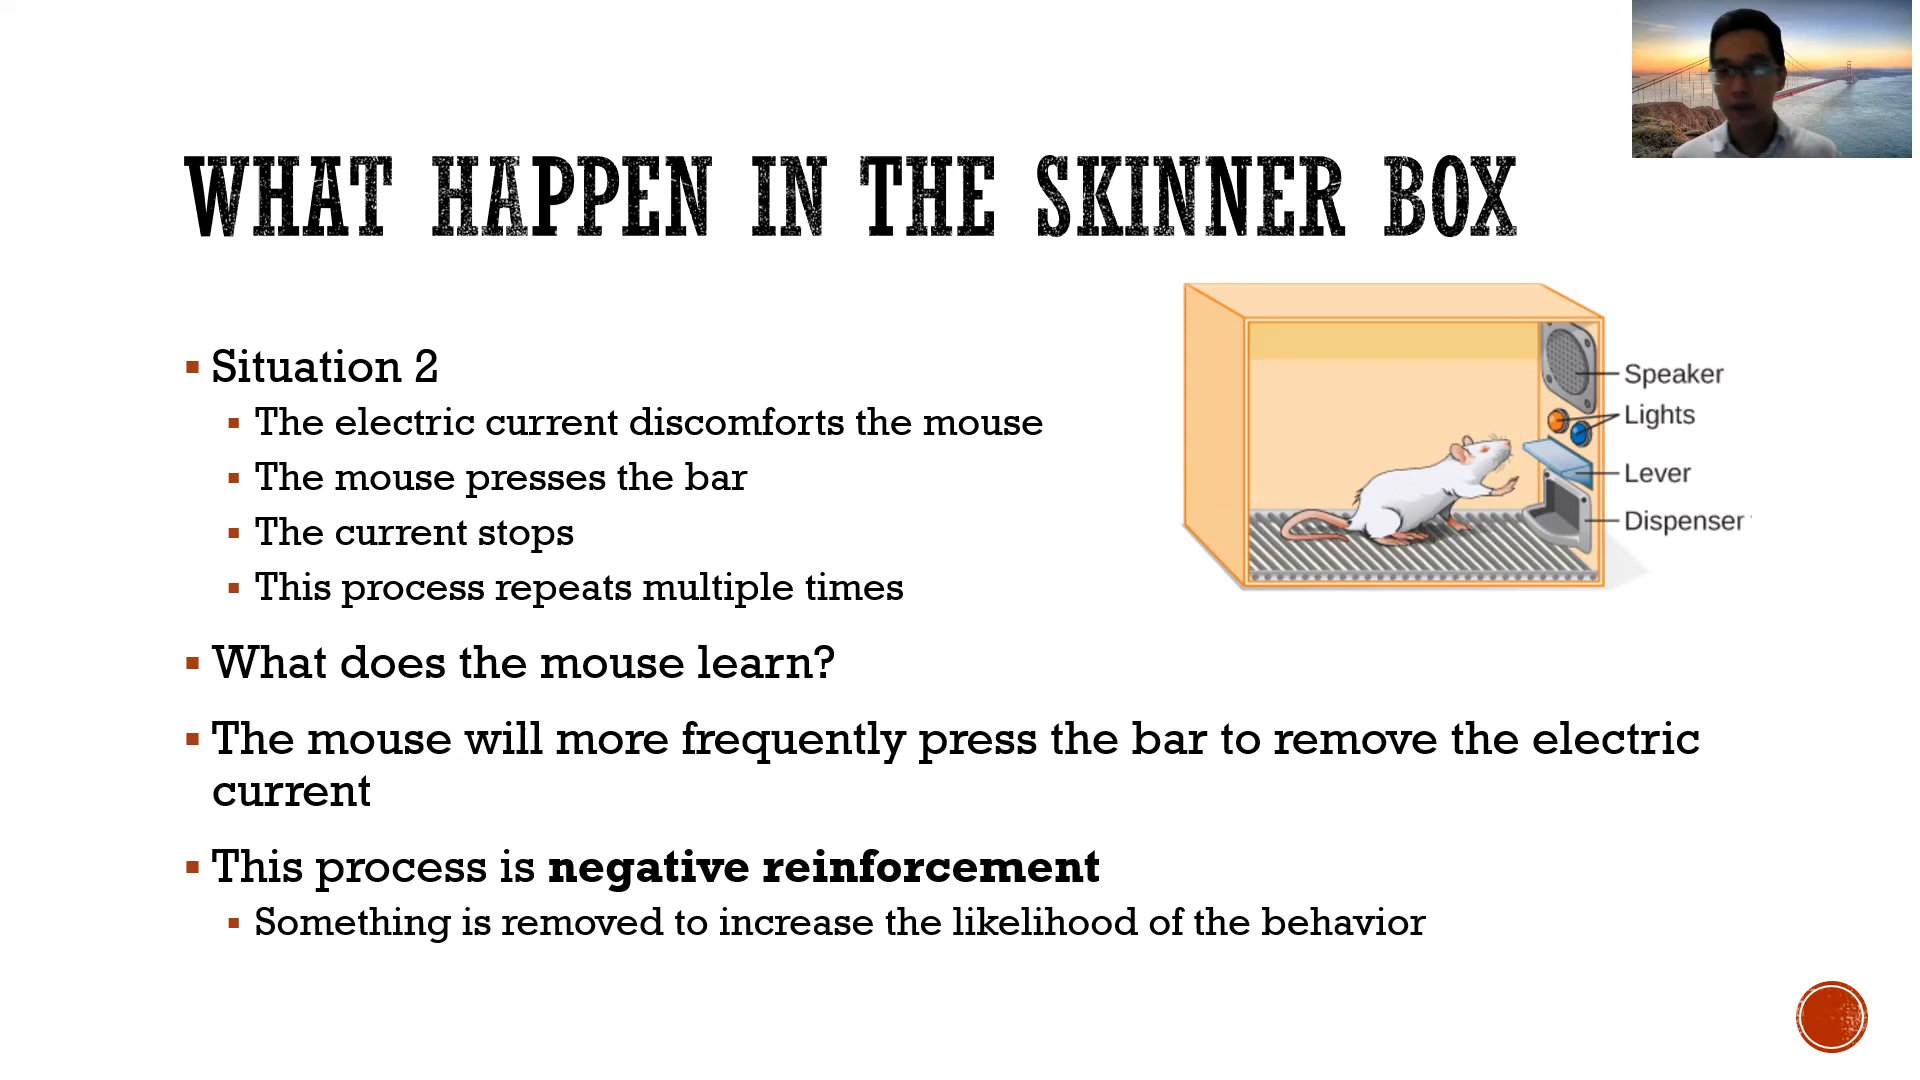 WHAT HAPPEN IN THE SKINNER BOX
Situation 2
The electric current discomforts the mouse
The mouse presses the bar
The current stops
This process repeats multiple times
What does the mouse learn?
The mouse will more frequently press the bar to remove the electric
current
This process is negative reinforcement
Something is removed to increase the likelihood of the behavior
Speaker
Lights
Lever
Dispenser